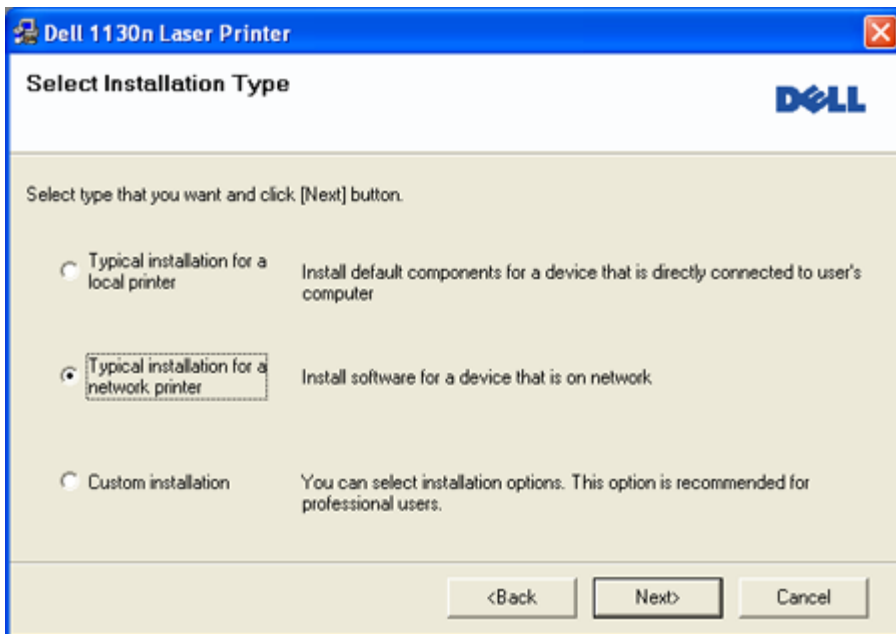 Dell 1130n Laser Printer
Select Installation Type
DELL
Select type that you want and click [Next] button.
Typical installation for a
local printer
Install default components for a device that is directly connected to user's
computer
Typical installation for a
network printer
Install software for a device that is on network
Custom installation
You can select installation options. This option is recommended for
professional users.
<Back
Next>
Cancel